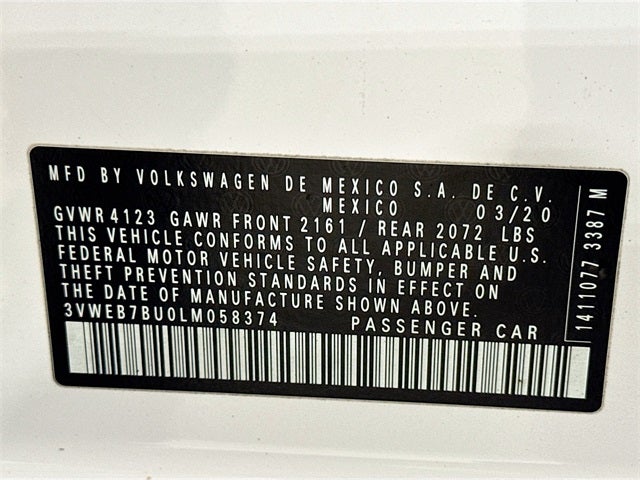 MFD BY VOLKSWAGEN DE MEXICO S.A. DE C.V.
MEXICO 03/20
GVWR 4123 GAWR FRONT 2161 / REAR 2072 LBS
THIS VEHICLE CONFORMS TO ALL APPLICABLE U.S.
FEDERAL MOTOR VEHICLE SAFETY, BUMPER AND
THEFT PREVENTION STANDARDS IN EFFECT ON
THE DATE OF MANUFACTURE SHOWN ABOVE.
3VWEB7BU0LM058374 PASSENGER CAR
1411077 3387 M